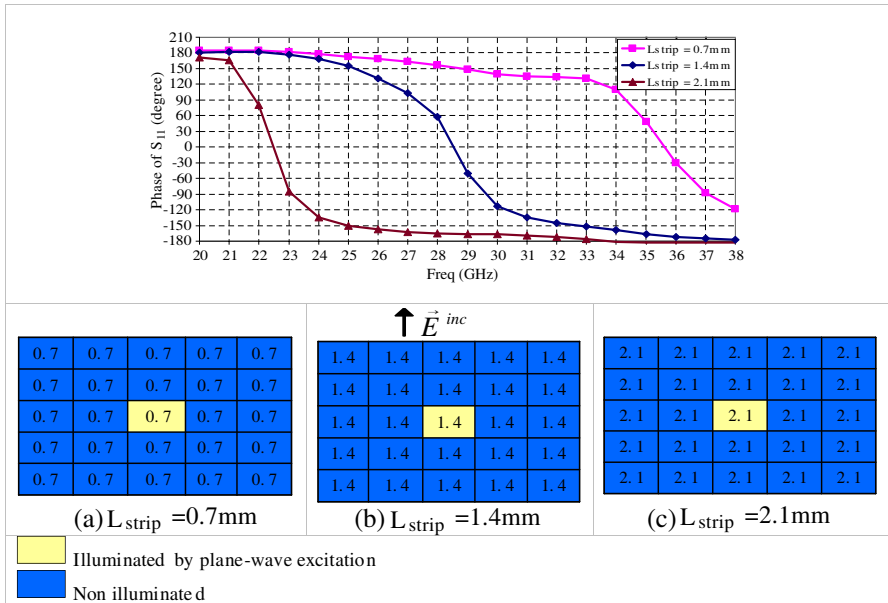 210
180
150
120
90
60
30
0
-30
-60
-90
-120
-150
-180
Phase of S11 (degree)
Lstrip = 0.7mm
Lstrip = 1.4mm
Lstrip = 2.1mm
20 21 22 23 24 25 26 27 28 29 30 31 32 33 34 35 36 37 38
Freq (GHz)
E inc
0. 7 0. 7 0. 7 0. 7 0. 7
0. 7 0. 7 0. 7 0. 7 0. 7
0. 7 0. 7 0. 7 0. 7 0. 7
0. 7 0. 7 0. 7 0. 7 0. 7
0. 7 0. 7 0. 7 0. 7 0. 7
(a) L strip =0.7mm
1. 4 1. 4 1. 4 1. 4 1. 4
1. 4 1. 4 1. 4 1. 4 1. 4
1. 4 1. 4 1. 4 1. 4 1. 4
1. 4 1. 4 1. 4 1. 4 1. 4
1. 4 1. 4 1. 4 1. 4 1. 4
(b) L strip =1.4mm
2. 1 2. 1 2. 1 2. 1 2. 1
2. 1 2. 1 2. 1 2. 1 2. 1
2. 1 2. 1 2. 1 2. 1 2. 1
2. 1 2. 1 2. 1 2. 1 2. 1
2. 1 2. 1 2. 1 2. 1 2. 1
(c) L strip =2.1mm
Illuminated by plane-wave excitation
Non illuminated